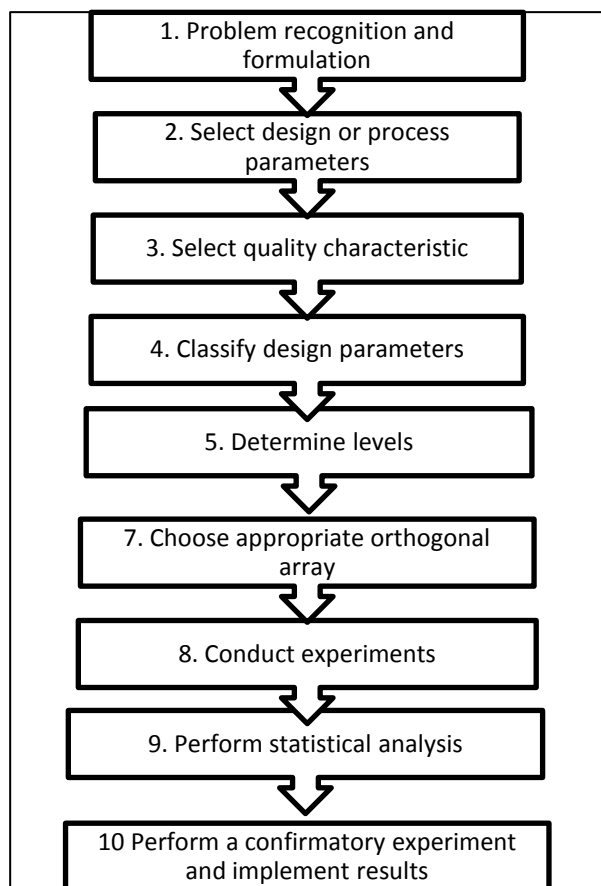 1. Problem recognition and
formulation
2. Select design or process
parameters
3. Select quality characteristic
4. Classify design parameters
5. Determine levels
7. Choose appropriate orthogonal
array
8. Conduct experiments
9. Perform statistical analysis
10 Perform a confirmatory experiment
and implement results